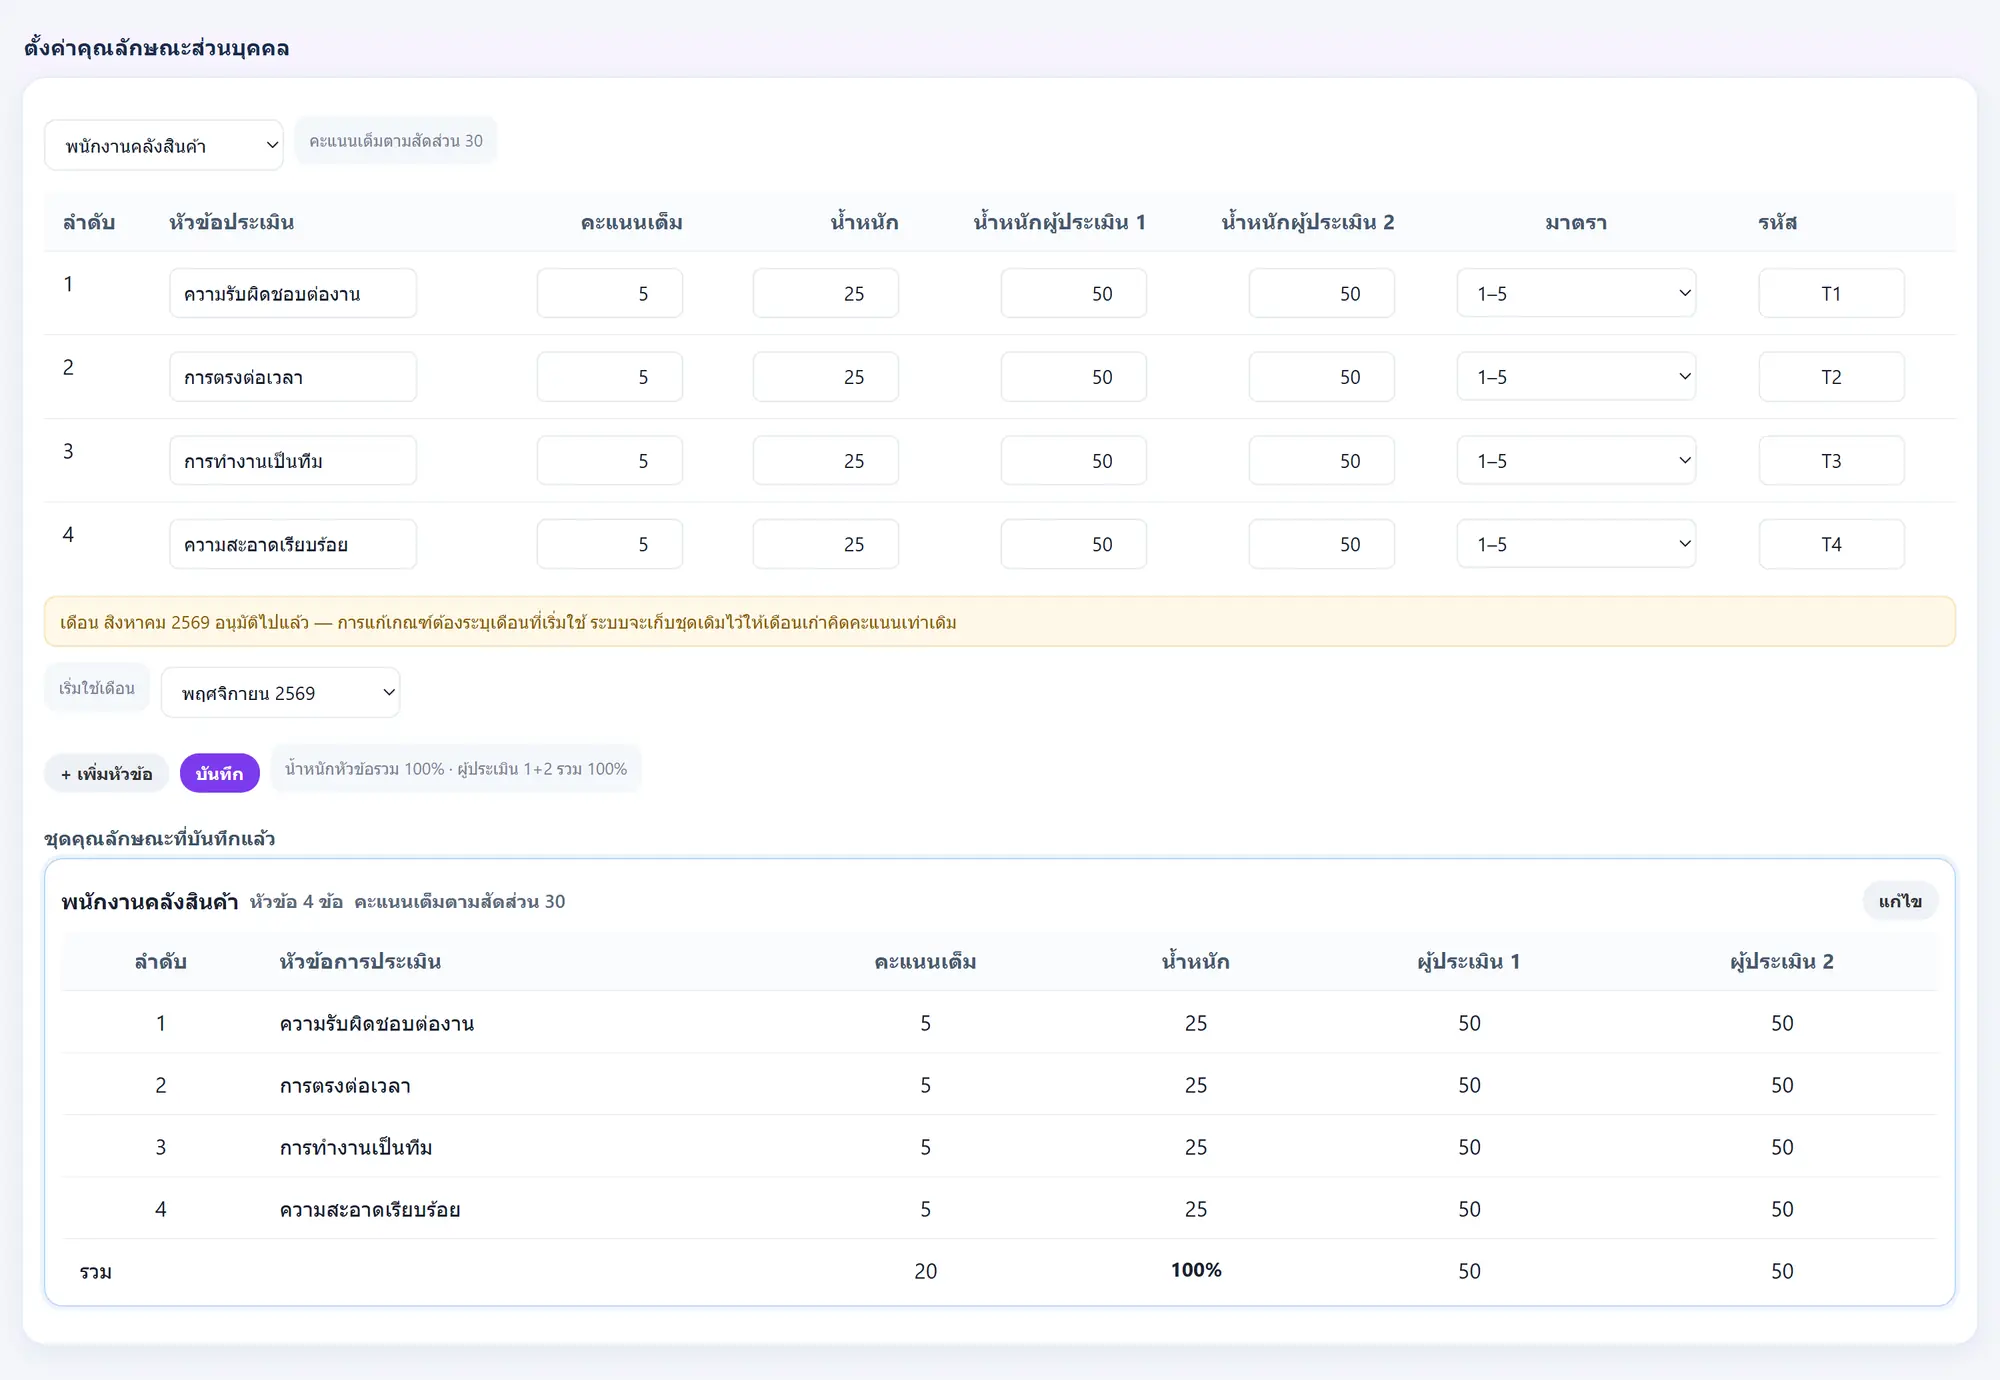 ตั้งค่าคุณลักษณะส่วนบุคคล
พนักงานคลังสินค้า คะแนนเต็มตามสัดส่วน 30
ลำดับ หัวข้อประเมิน คะแนนเต็ม น้ำหนัก น้ำหนักผู้ประเมิน 1 น้ำหนักผู้ประเมิน 2 มาตรา รหัส
1 ความรับผิดชอบต่องาน 5 25 50 50 1–5 T1
2 การตรงต่อเวลา 5 25 50 50 1–5 T2
3 การทำงานเป็นทีม 5 25 50 50 1–5 T3
4 ความสะอาดเรียบร้อย 5 25 50 50 1–5 T4
เดือน สิงหาคม 2569 อนุมัติไปแล้ว — การแก้เกณฑ์ต้องระบุเดือนที่เริ่มใช้ ระบบจะเก็บชุดเดิมไว้ให้เดือนเก่าคิดคะแนนเท่าเดิม
เริ่มใช้เดือน พฤศจิกายน 2569
+ เพิ่มหัวข้อ บันทึก น้ำหนักหัวข้อรวม 100% · ผู้ประเมิน 1+2 รวม 100%
ชุดคุณลักษณะที่บันทึกแล้ว
พนักงานคลังสินค้า หัวข้อ 4 ข้อ คะแนนเต็มตามสัดส่วน 30 แก้ไข
ลำดับ หัวข้อการประเมิน คะแนนเต็ม น้ำหนัก ผู้ประเมิน 1 ผู้ประเมิน 2
1 ความรับผิดชอบต่องาน 5 25 50 50
2 การตรงต่อเวลา 5 25 50 50
3 การทำงานเป็นทีม 5 25 50 50
4 ความสะอาดเรียบร้อย 5 25 50 50
รวม 20 100% 50 50